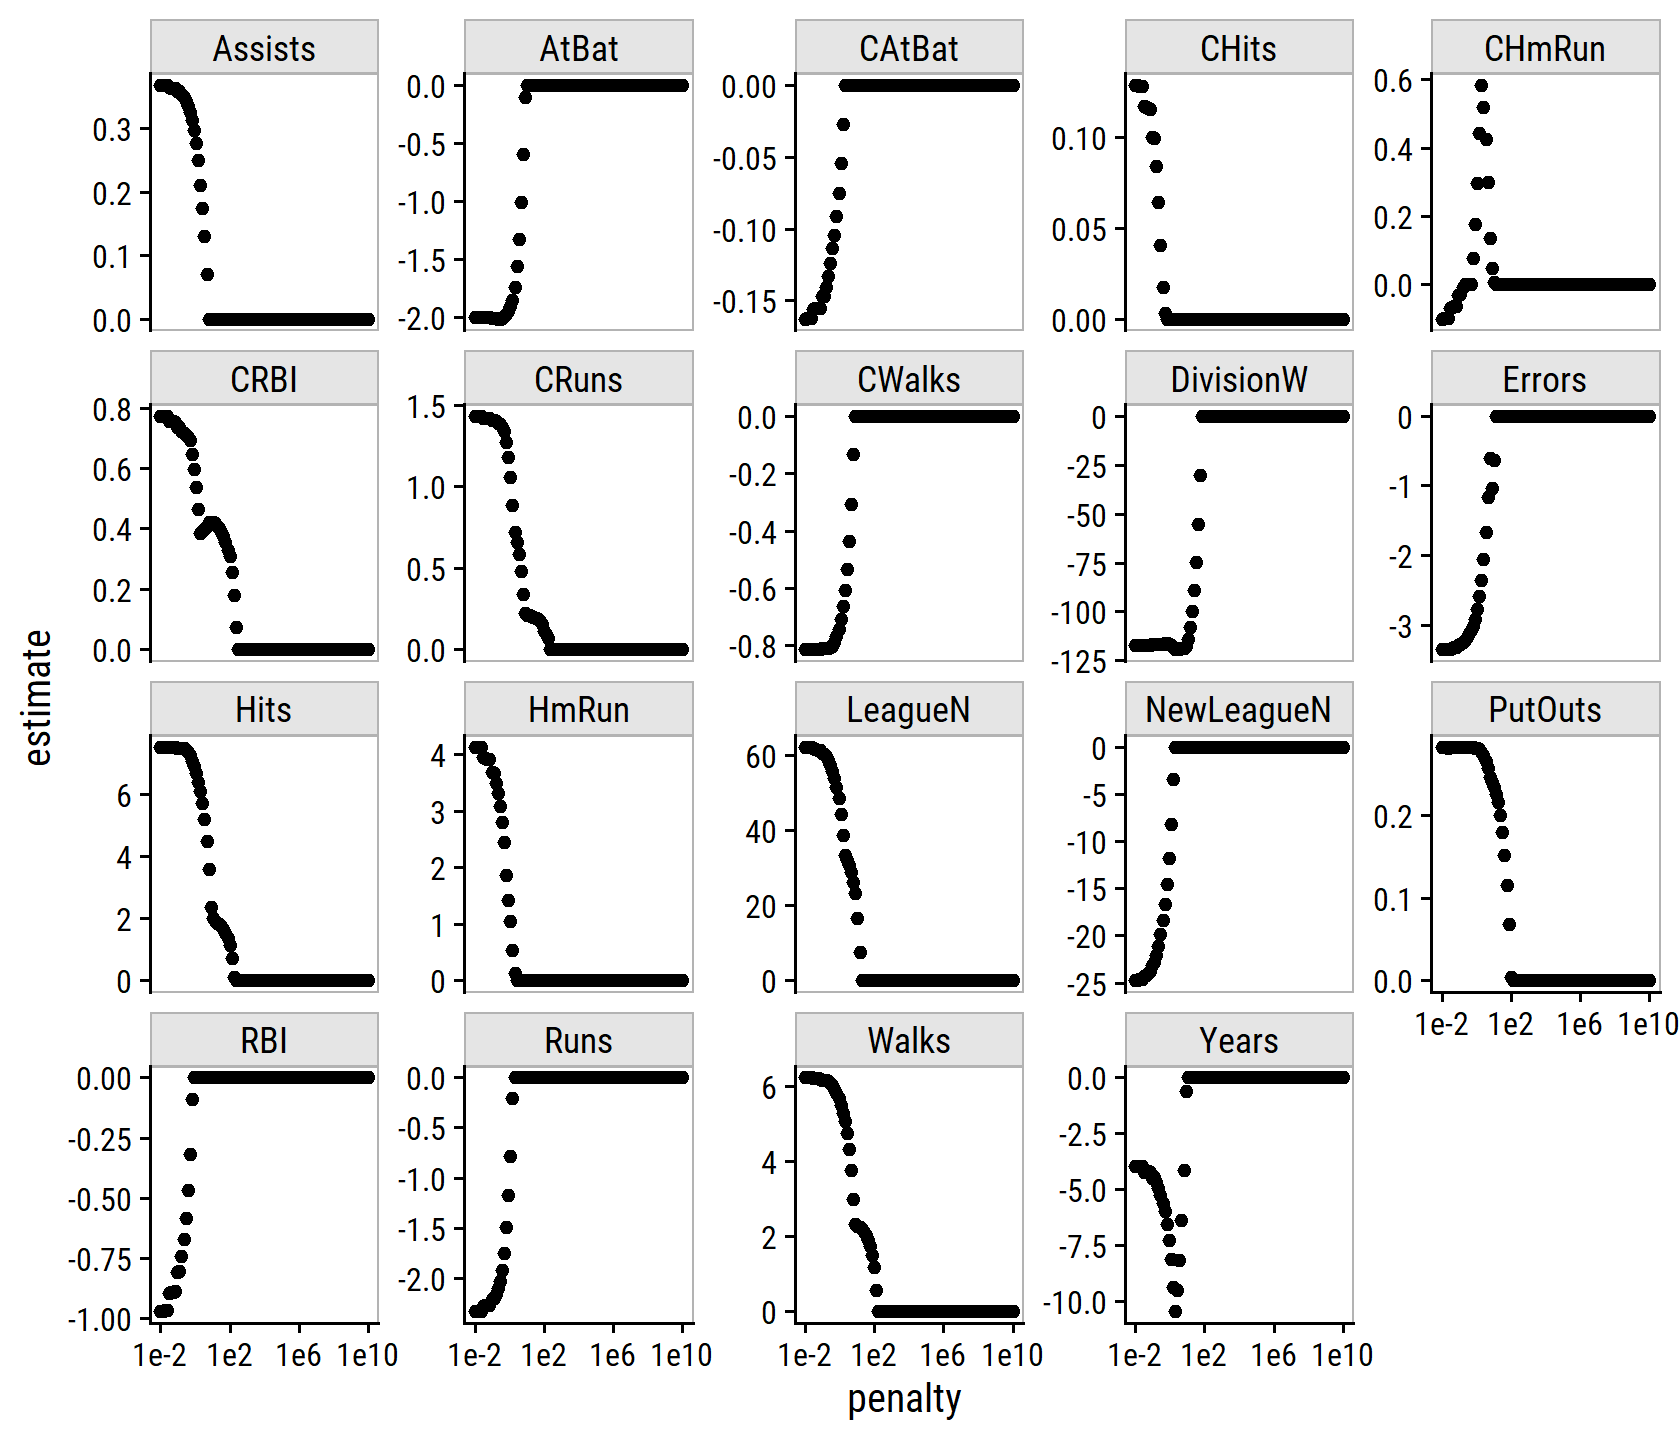 Assists AtBat CAtBat CHits CHmRun
0.3 0.2 0.1 0.0
0.0 -0.5 -1.0 -1.5 -2.0
0.00 -0.05 -0.10 -0.15
0.10 0.05 0.00
0.6 0.4 0.2 0.0
CRBI CRuns CWalks DivisionW Errors
0.8 0.6 0.4 0.2 0.0
1.5 1.0 0.5 0.0
0.0 -0.2 -0.4 -0.6 -0.8
0 -25 -50 -75 -100 -125
0 -1 -2 -3
estimate
Hits HmRun LeagueN NewLeagueN PutOuts
6 4 2 0
4 3 2 1 0
60 40 20 0
0 -5 -10 -15 -20 -25
0.2 0.1 0.0
1e-2 1e2 1e6 1e10
RBI Runs Walks Years
0.00 -0.25 -0.50 -0.75 -1.00
0.0 -0.5 -1.0 -1.5 -2.0
6 4 2 0
0.0 -2.5 -5.0 -7.5 -10.0
1e-2 1e2 1e6 1e10 1e-2 1e2 1e6 1e10 1e-2 1e2 1e6 1e10 1e-2 1e2 1e6 1e10
penalty